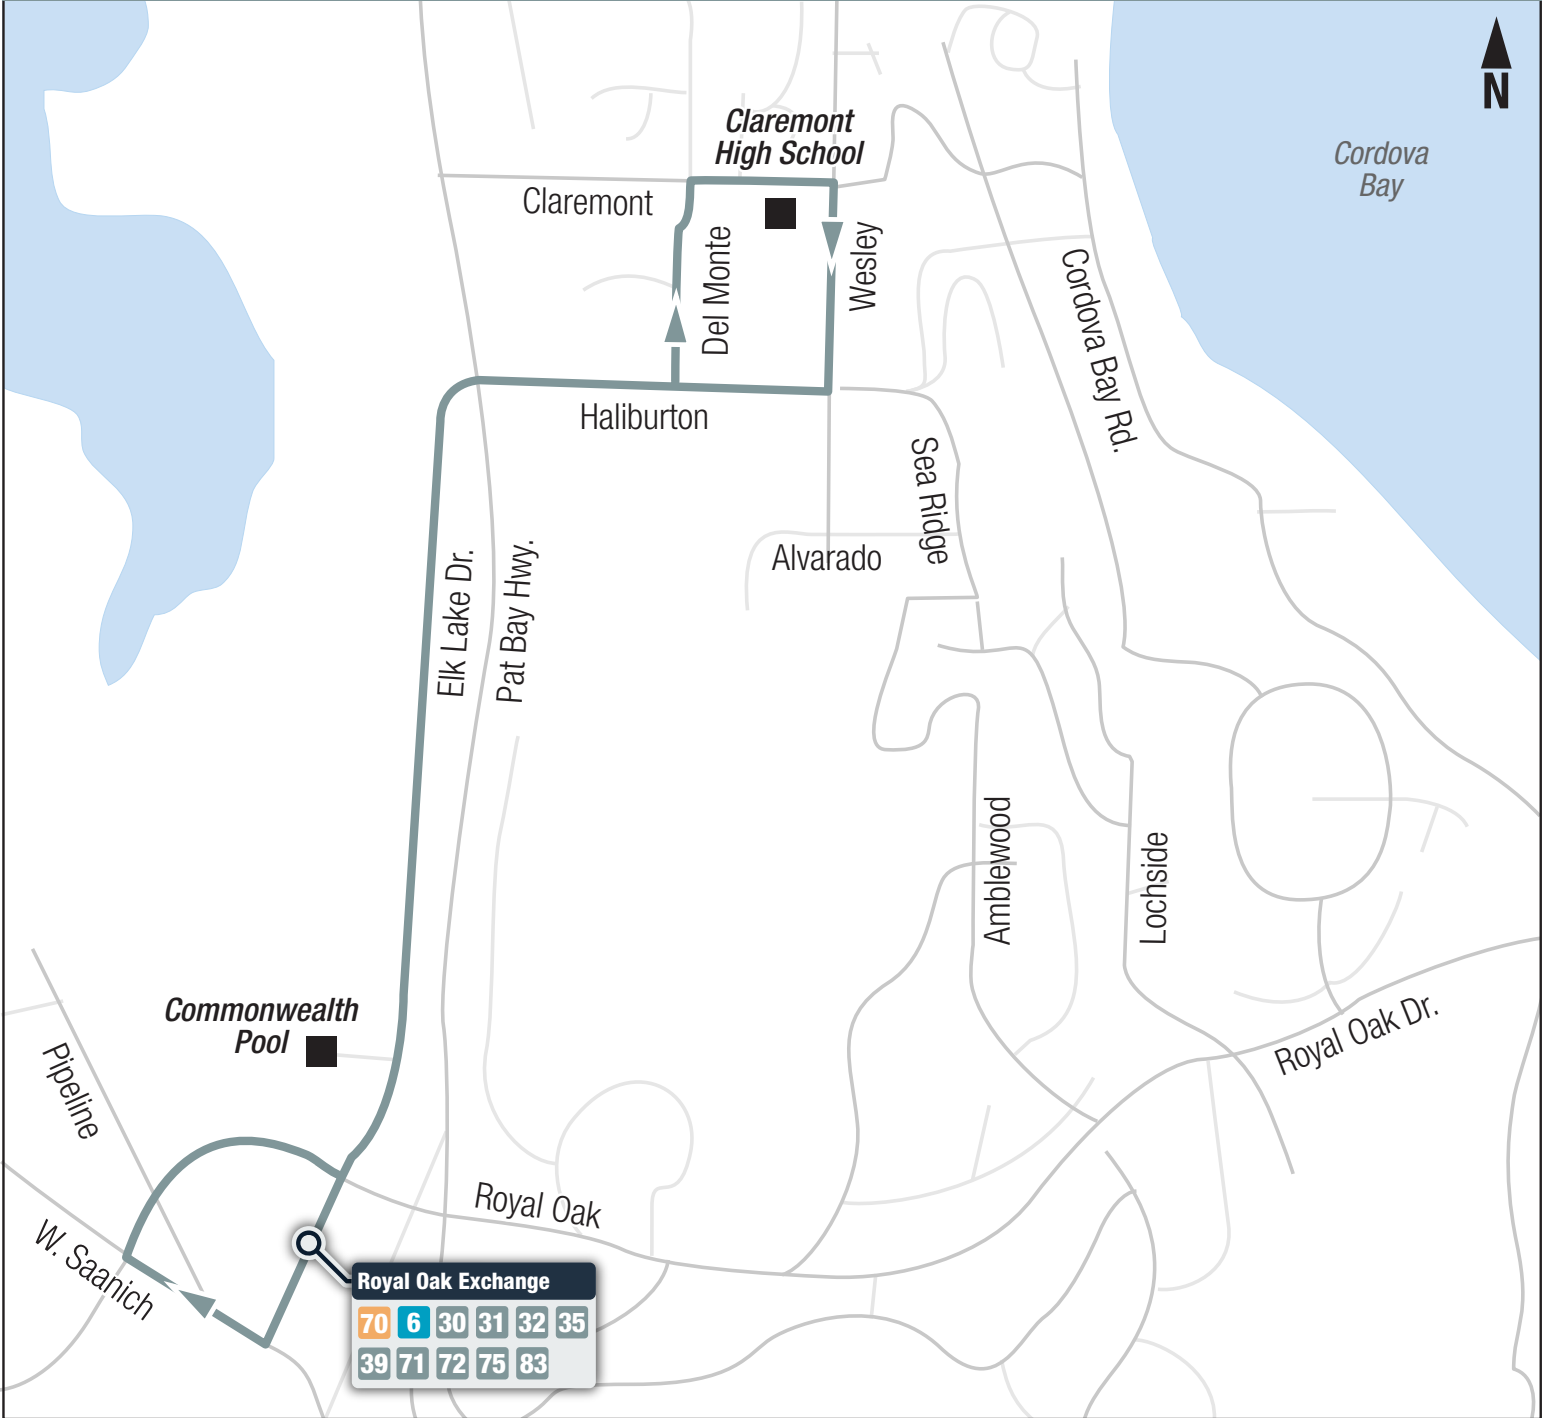 N
Cordova
Bay
Claremont
High School
Claremont
Del Monte
Wesley
Cordova Bay Rd.
Haliburton
Sea Ridge
Alvarado
Elk Lake Dr.
Pat Bay Hwy.
Amblewood
Lochside
Commonwealth
Pool
Pipeline
Royal Oak Dr.
Royal Oak
W. Saanich
Royal Oak Exchange
70 6 30 31 32 35
39 71 72 75 83